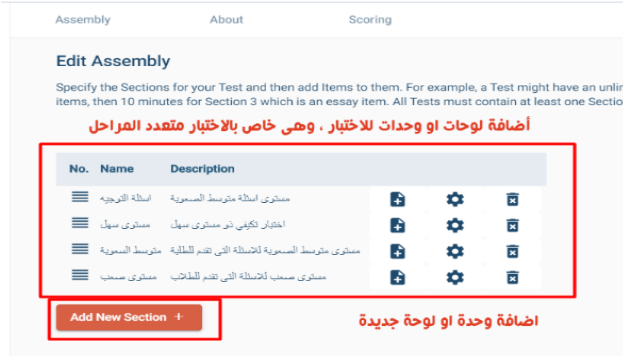 Assembly About Scoring
Edit Assembly
Specify the Sections for your Test and then add Items to them. For example, a Test might have an unlir
items, then 10 minutes for Section 3 which is an essay item. All Tests must contain at least one Sectio
أضافة لوحات او وحدات للاختبار ، وهى خاص بالاختبار متعدد المراحل
No. Name Description
اسئلة التوجيه مستوى اسئلة متوسط الصعوبة
مستوى سهل اختبار تكيفي ذو مستوى سهل
متوسط السعوبة مستوى متوسط الصعوبة للاسئلة التى تقدم للطلبة
مستوى صعب مستوى صعب للاسئلة التى تقدم للطلاب
Add New Section +
اضافة وحدة او لوحة جديدة